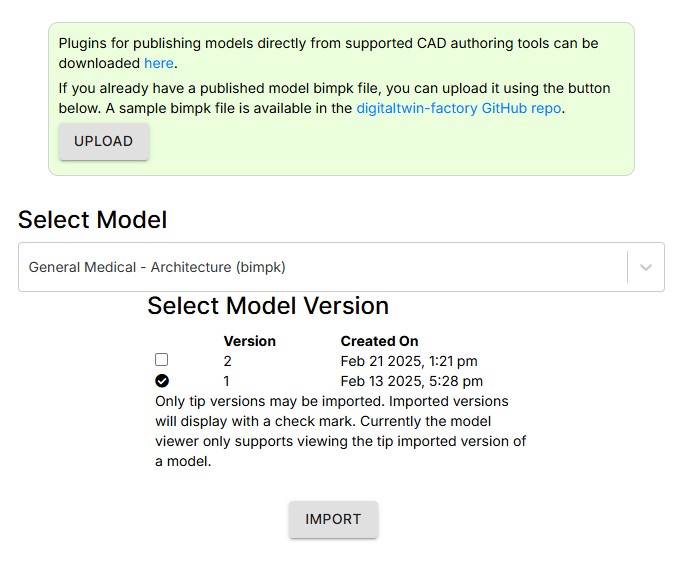 Plugins for publishing models directly from supported CAD authoring tools can be
downloaded here.
If you already have a published model bimpk file, you can upload it using the button
below. A sample bimpk file is available in the digitaltwin-factory GitHub repo.
UPLOAD
Select Model
General Medical - Architecture (bimpk)
Select Model Version
Version Created On
2 Feb 21 2025, 1:21 pm
1 Feb 13 2025, 5:28 pm
Only tip versions may be imported. Imported versions
will display with a check mark. Currently the model
viewer only supports viewing the tip imported version of
a model.
IMPORT